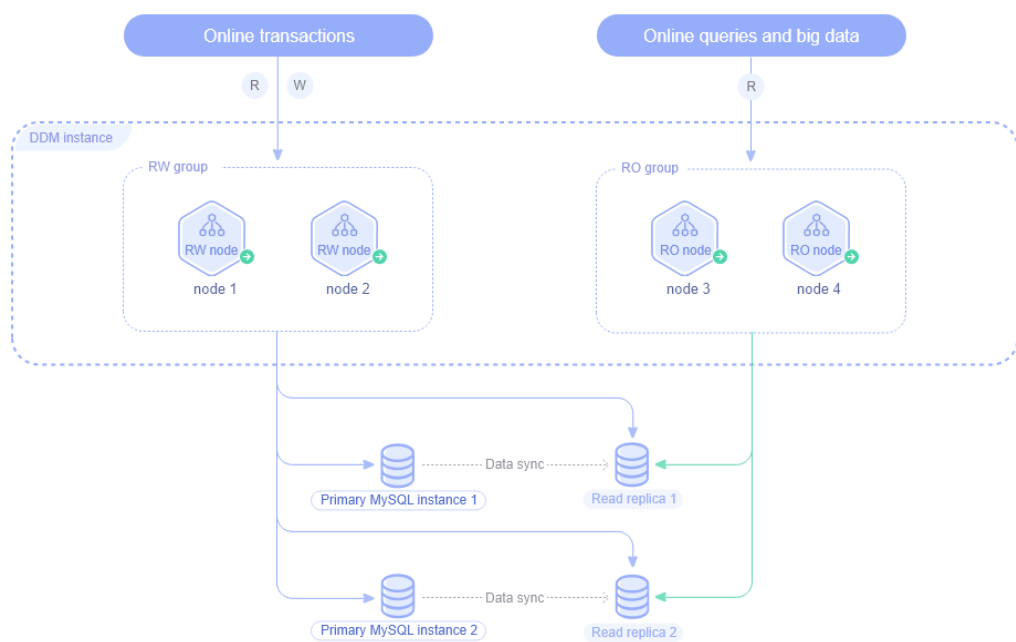 Online transactions
Online queries and big data
R
W
R
DDM instance
RW group
RO group
RW node
RW node
RO node
RO node
node 1
node 2
node 3
node 4
Data sync
Primary MySQL instance 1
Read replica 1
Data sync
Primary MySQL instance 2
Read replica 2